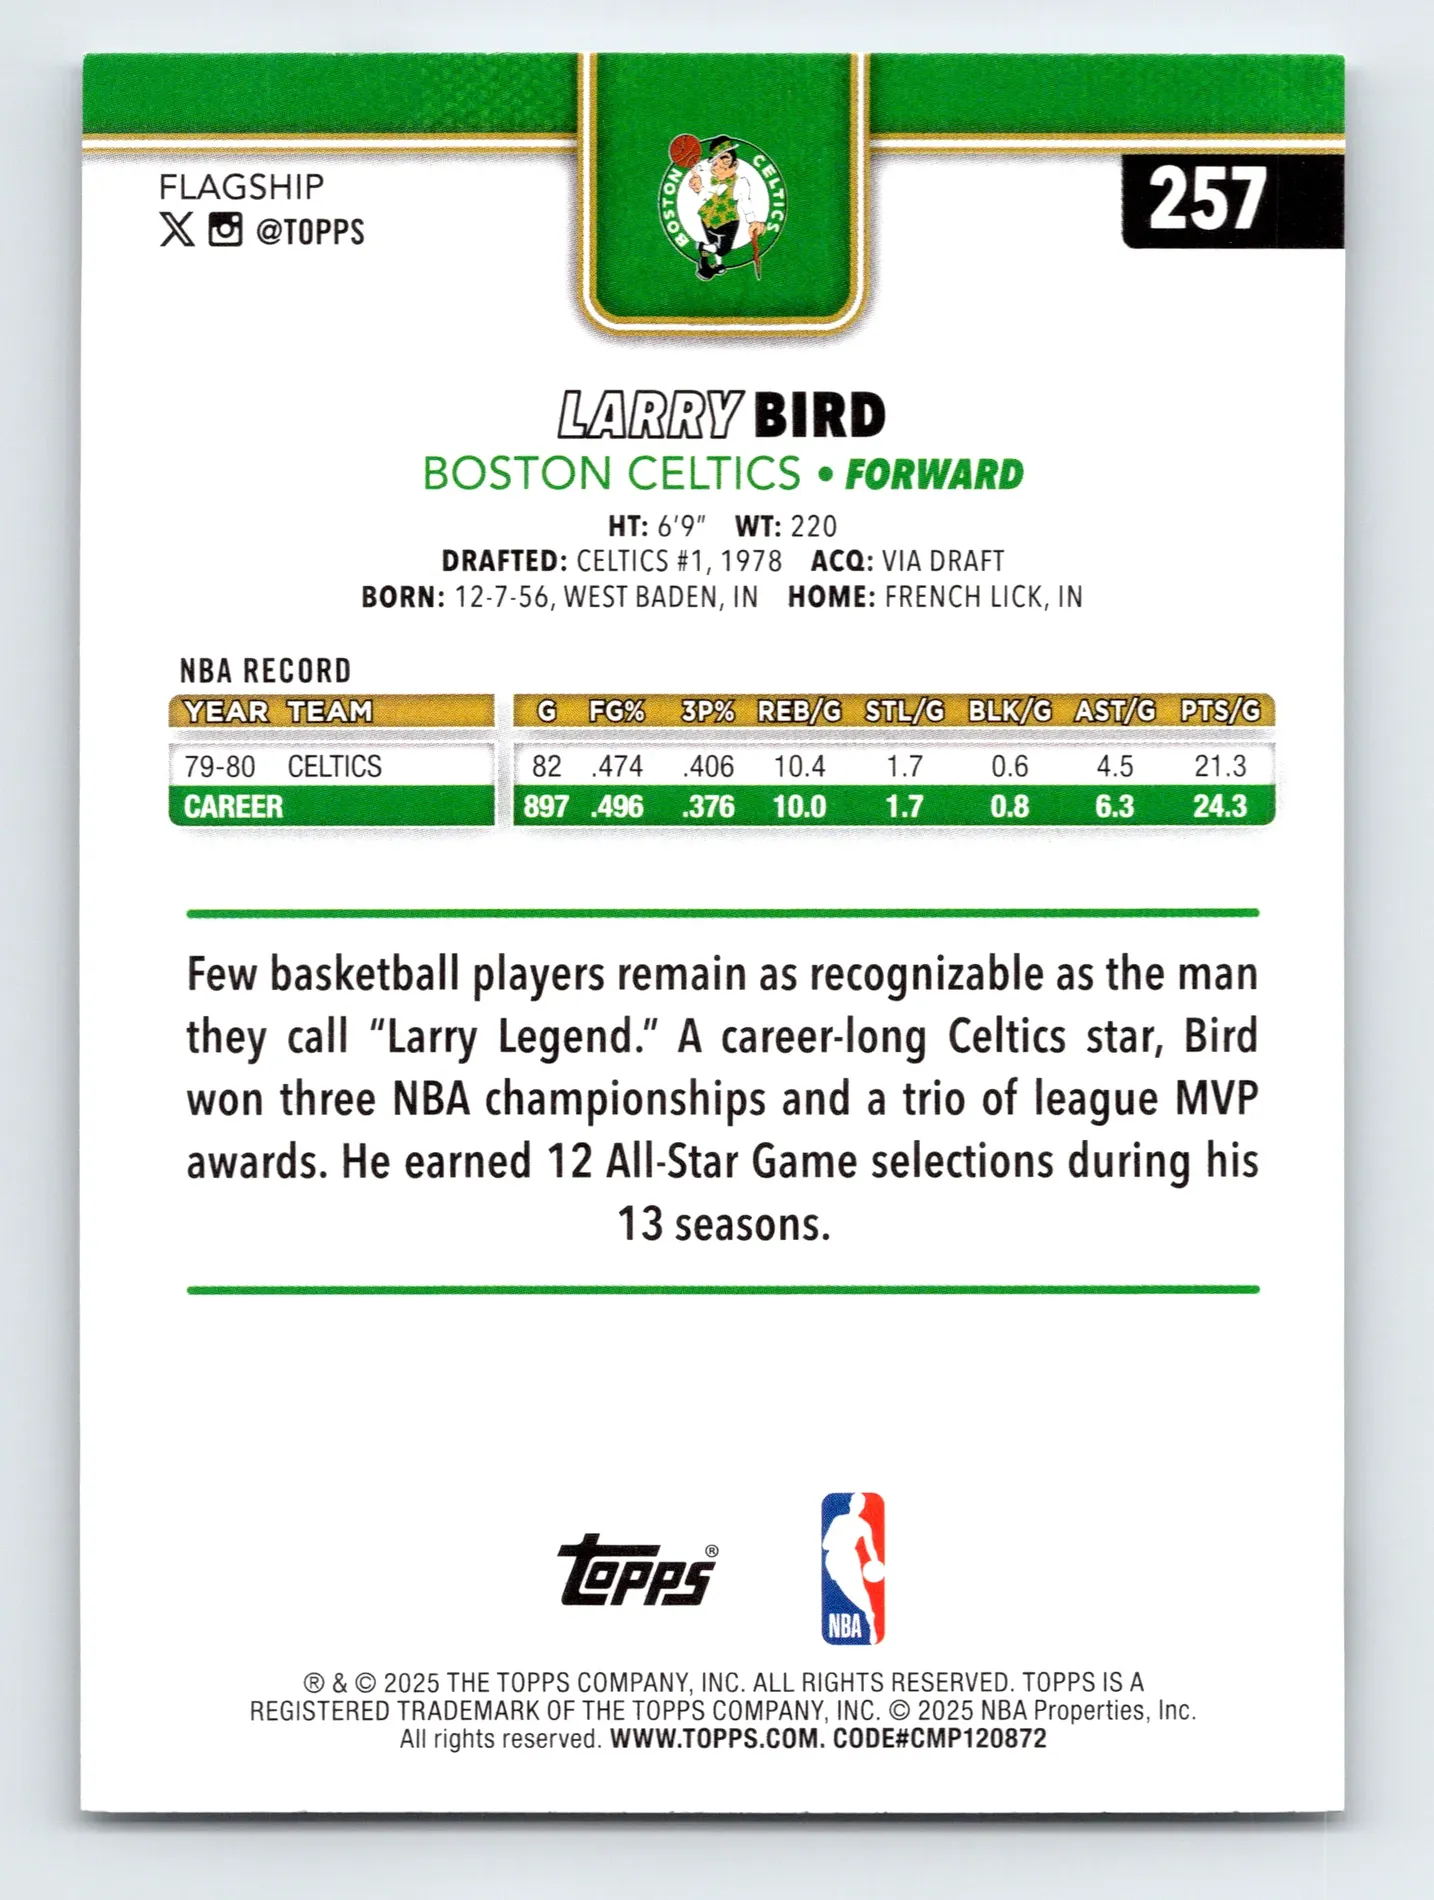 BOSTON CELTICS
257
FLAGSHIP
@TOPPS
LARRY BIRD
BOSTON CELTICS • FORWARD
HT: 6'9" WT: 220
DRAFTED: CELTICS #1, 1978 ACQ: VIA DRAFT
BORN: 12-7-56, WEST BADEN, IN HOME: FRENCH LICK, IN
NBA RECORD
YEAR TEAM G FG% 3P% REB/G STL/G BLK/G AST/G PTS/G
79-80 CELTICS 82 .474 .406 10.4 1.7 0.6 4.5 21.3
CAREER 897 .496 .376 10.0 1.7 0.8 6.3 24.3
Few basketball players remain as recognizable as the man
they call "Larry Legend." A career-long Celtics star, Bird
won three NBA championships and a trio of league MVP
awards. He earned 12 All-Star Game selections during his
13 seasons.
TOPPS®
NBA
® & © 2025 THE TOPPS COMPANY, INC. ALL RIGHTS RESERVED. TOPPS IS A
REGISTERED TRADEMARK OF THE TOPPS COMPANY, INC. © 2025 NBA Properties, Inc.
All rights reserved. WWW.TOPPS.COM. CODE#CMP120872